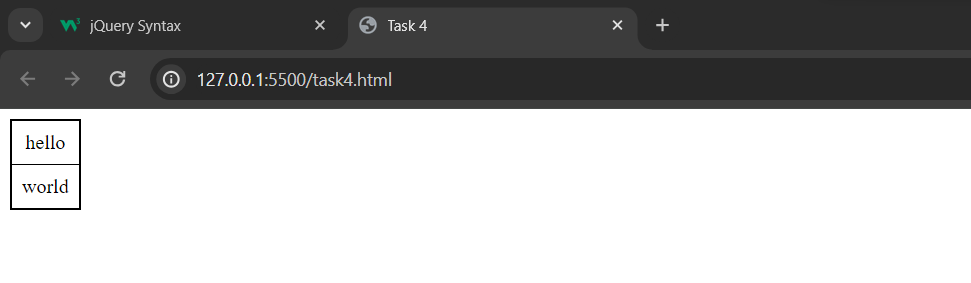 jQuery Syntax
Task 4
127.0.0.1:5500/task4.html
hello
world